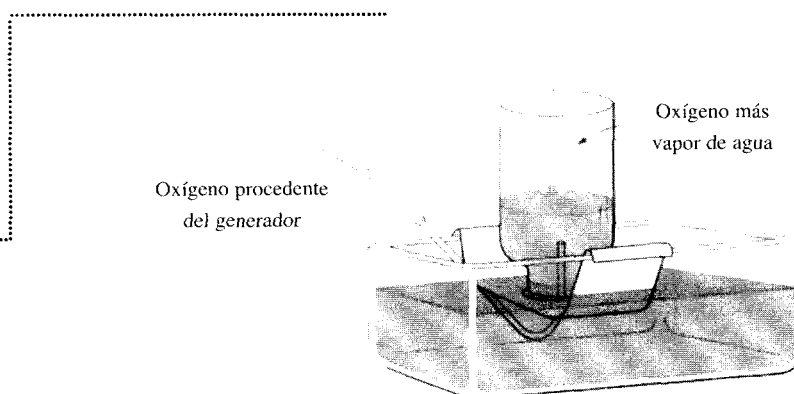 Oxígeno más
vapor de agua
Oxígeno procedente
del generador